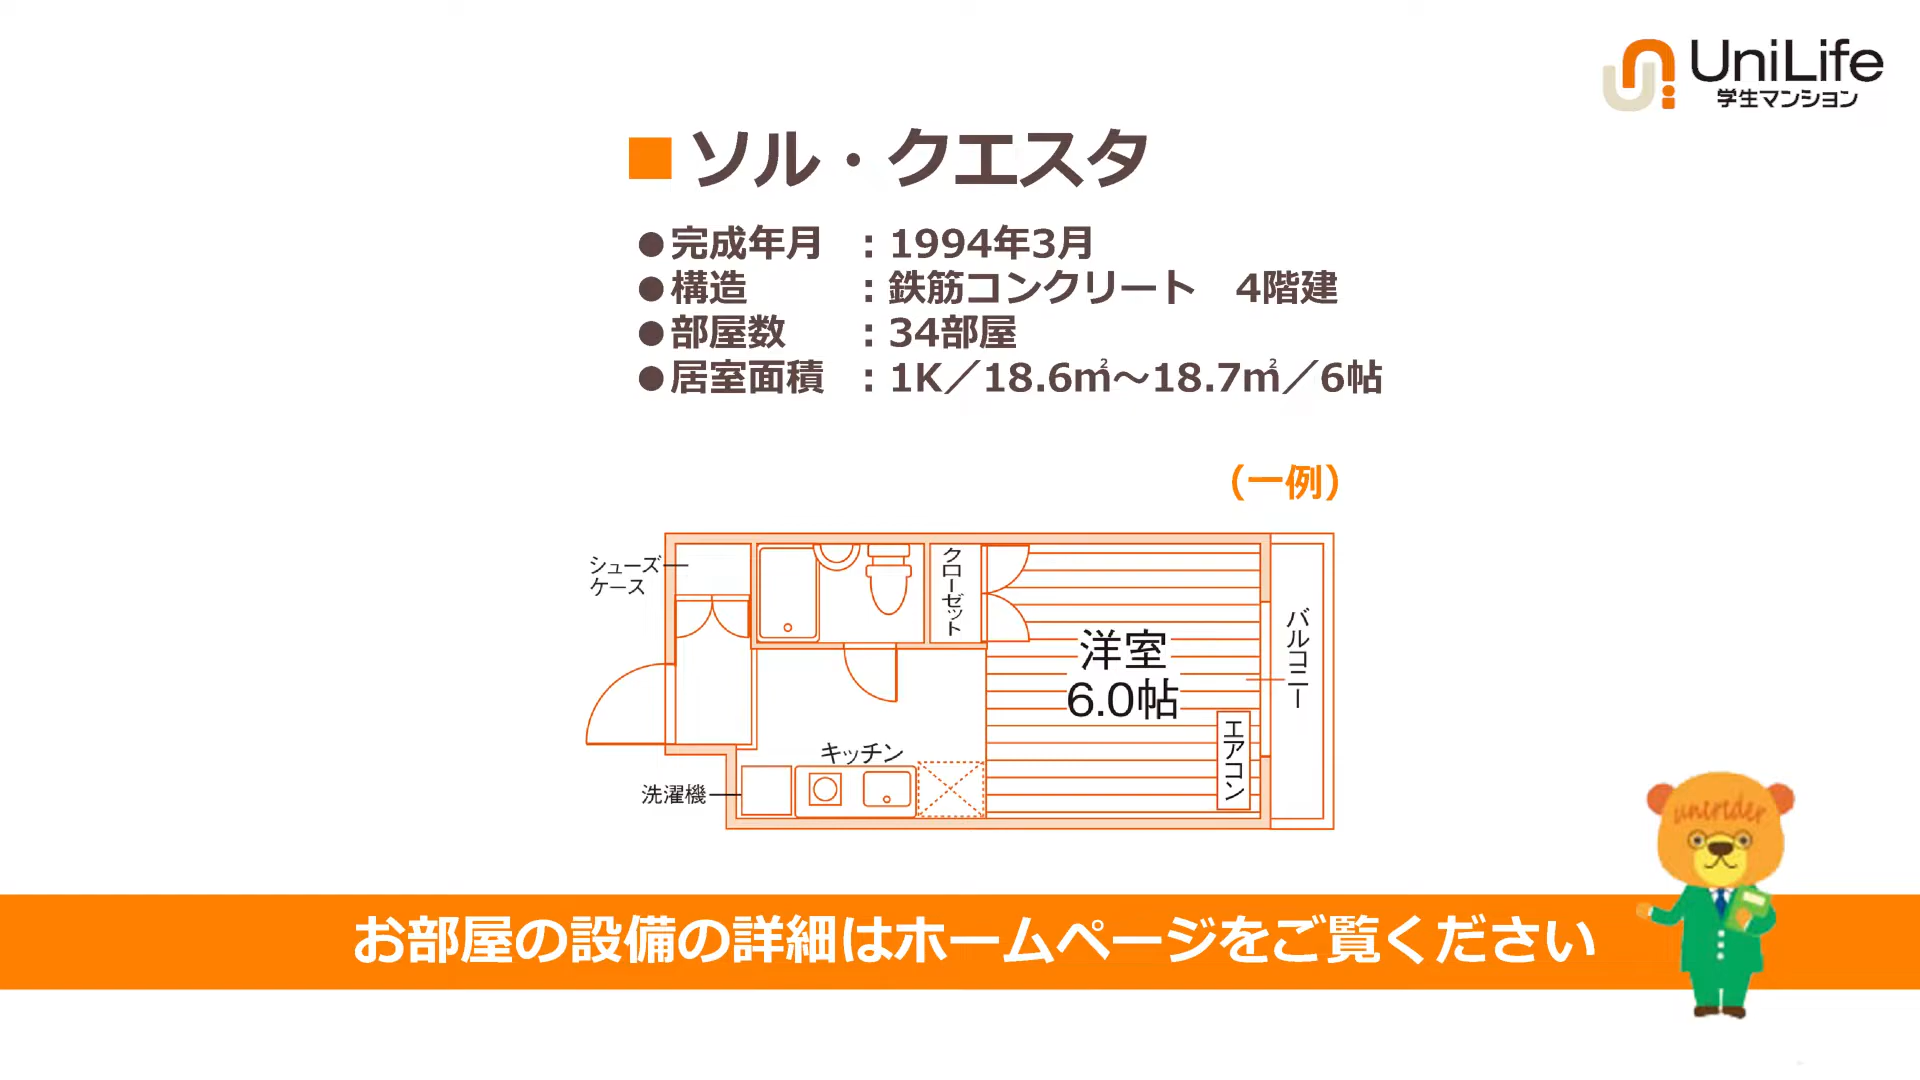 UniLife
学生マンション
■ソル・クエスタ
●完成年月　：1994年3月
●構造　　　：鉄筋コンクリート　4階建
●部屋数　　：34部屋
●居室面積　：1K／18.6㎡～18.7㎡／6帖
（一例）
シューズ
ケース
クローゼット
洋室
6.0帖
バルコニー
エアコン
キッチン
洗濯機
unirider
お部屋の設備の詳細はホームページをご覧ください